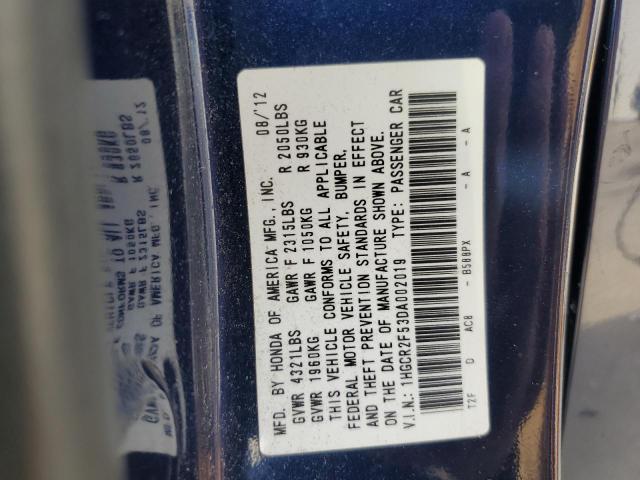 MFD. BY HONDA OF AMERICA MFG., INC. 08/'12
GVWR 4321LBS GAWR F 2315LBS R 2050LBS
GVWR 1960KG GAWR F 1050KG R 930KG
THIS VEHICLE CONFORMS TO ALL APPLICABLE
FEDERAL MOTOR VEHICLE SAFETY, BUMPER,
AND THEFT PREVENTION STANDARDS IN EFFECT
ON THE DATE OF MANUFACTURE SHOWN ABOVE.
V.I.N.: 1HGCR2F53DA002019 TYPE: PASSENGER CAR
T2F D AC8 - B588PX - A - A